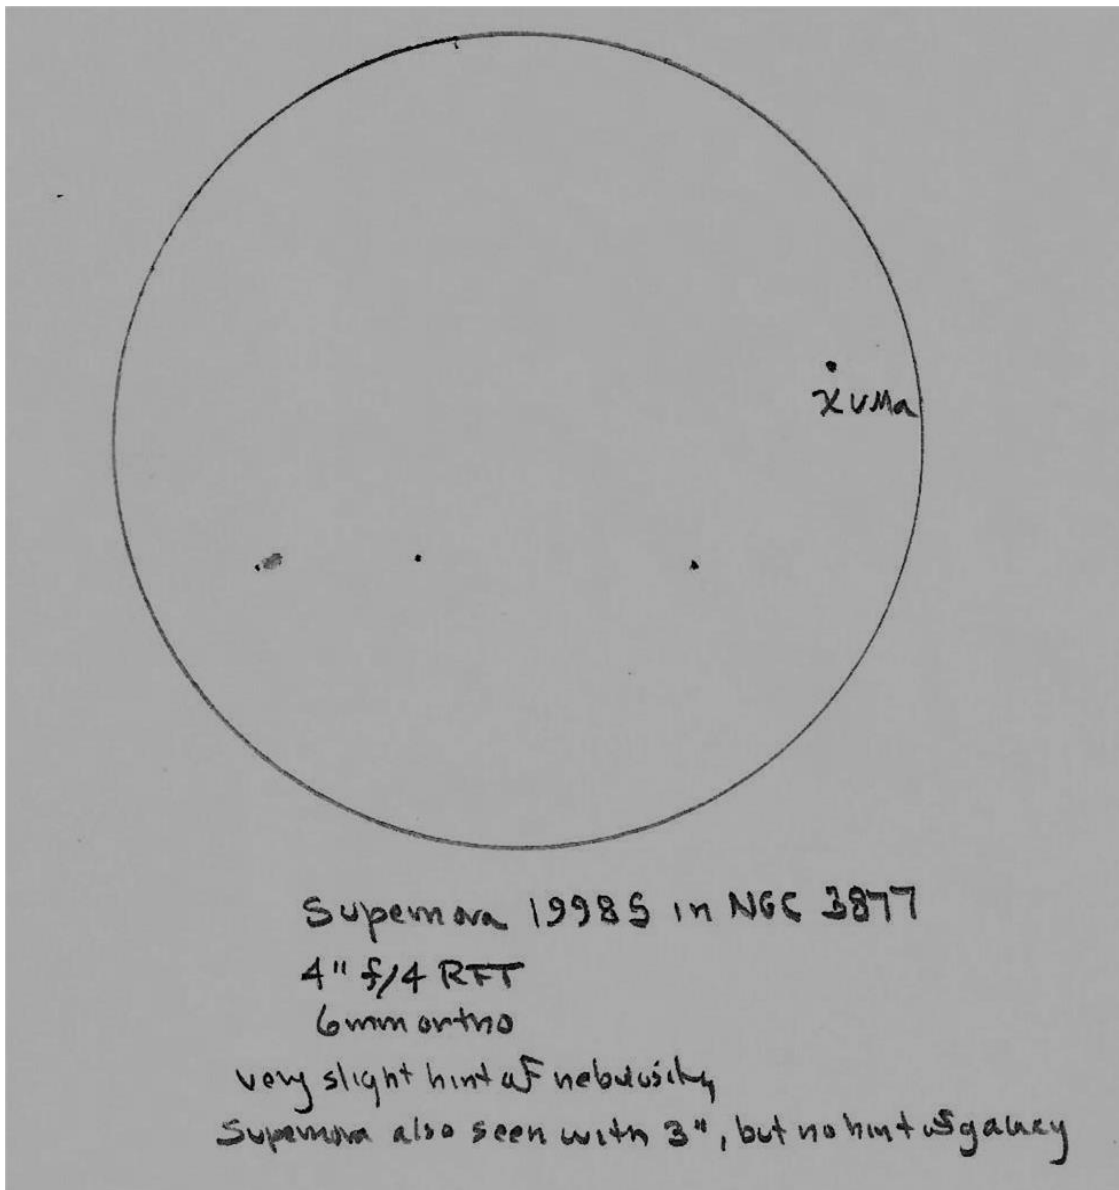 χ UMa
Supernova 1998S in NGC 3877
4" f/4 RFT
6mm ortho
very slight hint of nebulosity
Supernova also seen with 3", but no hint of galaxy